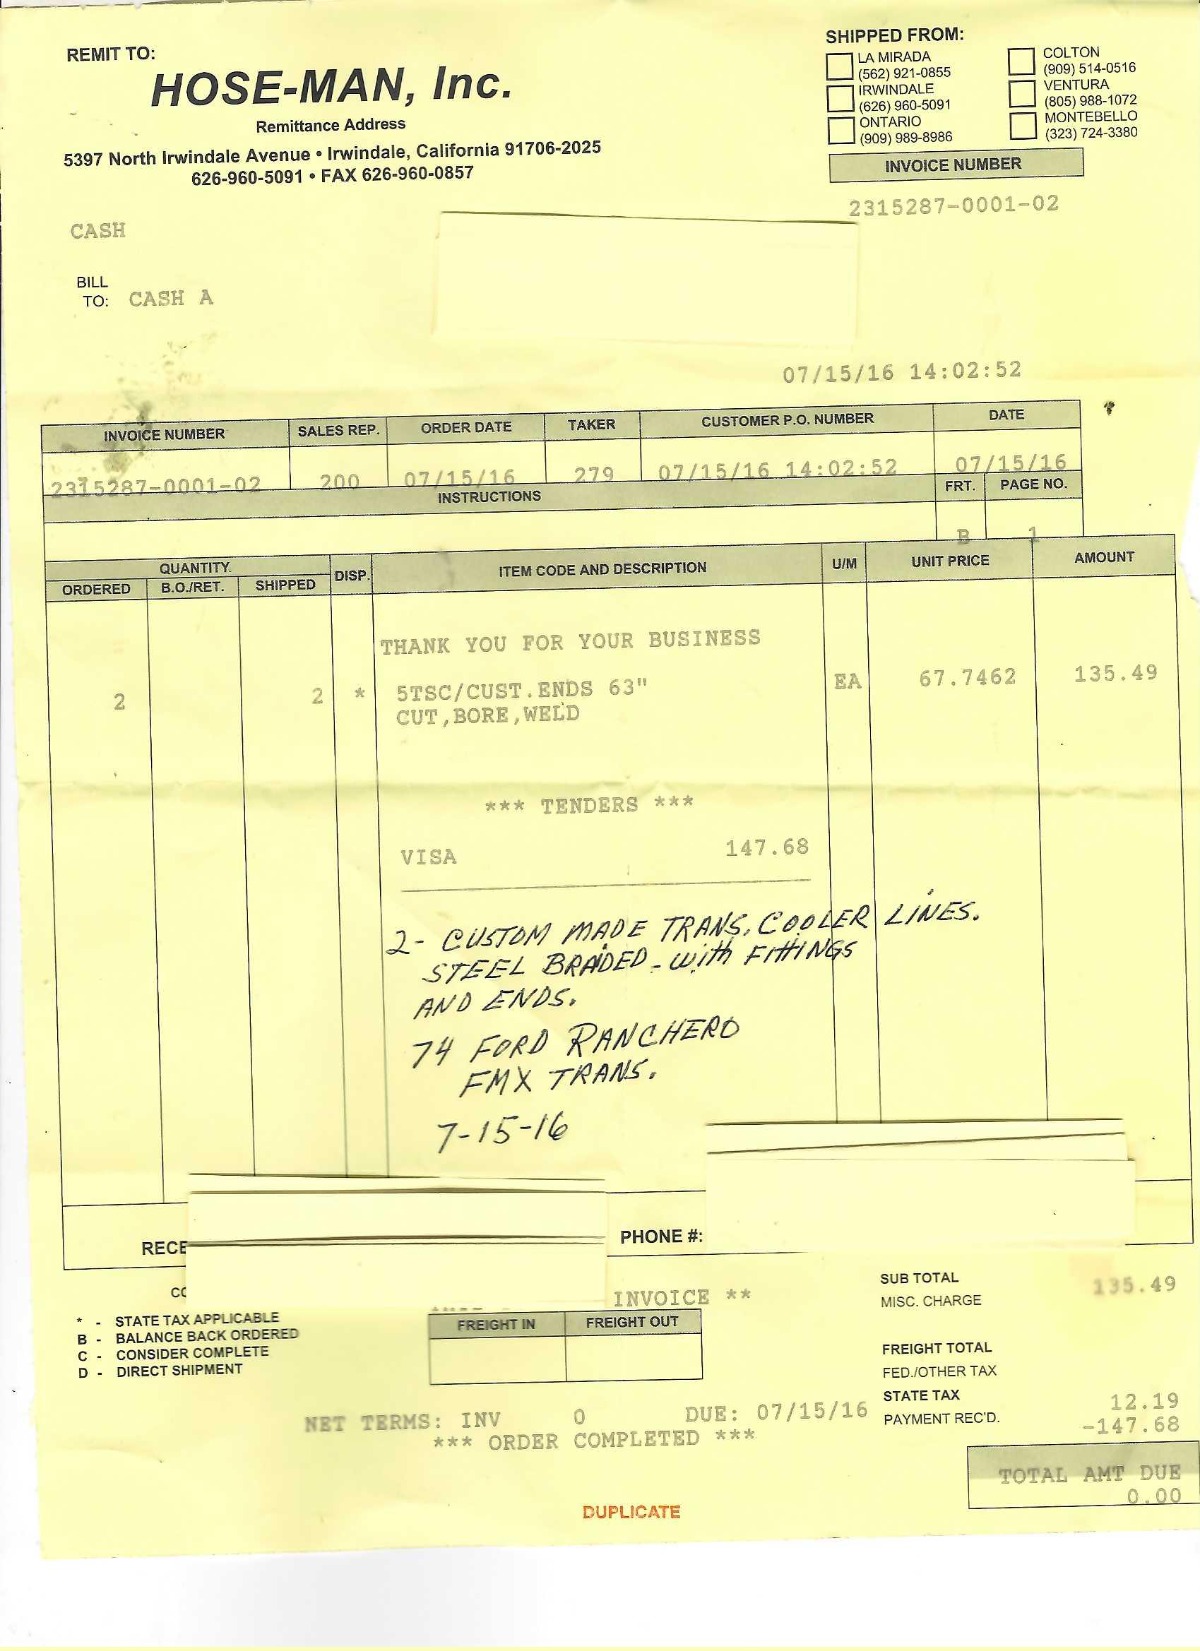 REMIT TO:
HOSE-MAN, Inc.
Remittance Address
5397 North Irwindale Avenue • Irwindale, California 91706-2025
626-960-5091 • FAX 626-960-0857
SHIPPED FROM:
LA MIRADA
(562) 921-0855
IRWINDALE
(626) 960-5091
ONTARIO
(909) 989-8986
COLTON
(909) 514-0516
VENTURA
(805) 988-1072
MONTEBELLO
(323) 724-3380
INVOICE NUMBER
2315287-0001-02
CASH
BILL
TO: CASH A
07/15/16 14:02:52
INVOICE NUMBER SALES REP. ORDER DATE TAKER CUSTOMER P.O. NUMBER DATE
2315287-0001-02 200 07/15/16 279 07/15/16 14:02:52 07/15/16
INSTRUCTIONS FRT. PAGE NO.
B 1
QUANTITY DISP. ITEM CODE AND DESCRIPTION U/M UNIT PRICE AMOUNT
ORDERED B.O./RET. SHIPPED
THANK YOU FOR YOUR BUSINESS
2 2 * 5TSC/CUST.ENDS 63" EA 67.7462 135.49
CUT,BORE,WELD
*** TENDERS ***
VISA 147.68
2- CUSTOM MADE TRANS. COOLER LINES.
STEEL BRAIDED - with FITTINGS
AND ENDS.
74 FORD RANCHERO
FMX TRANS.
7-15-16
RECE PHONE #:
INVOICE **
* - STATE TAX APPLICABLE
B - BALANCE BACK ORDERED
C - CONSIDER COMPLETE
D - DIRECT SHIPMENT
FREIGHT IN FREIGHT OUT
SUB TOTAL 135.49
MISC. CHARGE
FREIGHT TOTAL
FED./OTHER TAX
STATE TAX 12.19
PAYMENT REC'D. -147.68
NET TERMS: INV 0 DUE: 07/15/16
*** ORDER COMPLETED ***
TOTAL AMT DUE
0.00
DUPLICATE